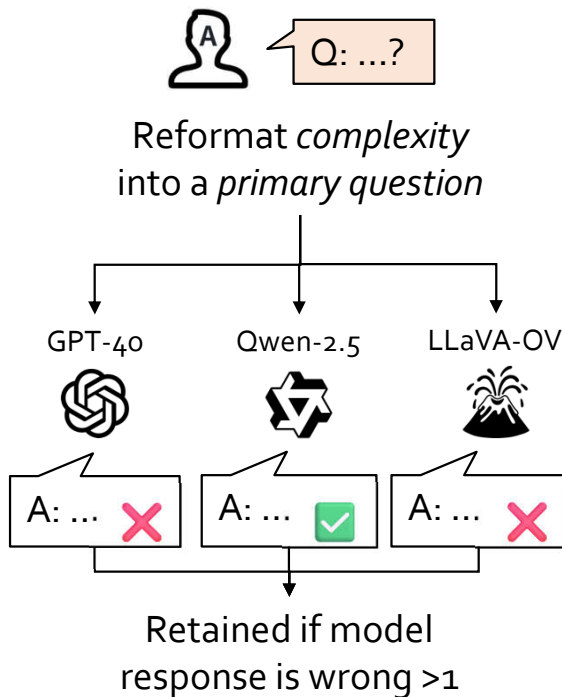 A
Q: ...?
Reformat complexity
into a primary question
GPT-4o
Qwen-2.5
LLaVA-OV
A: ...
A: ...
A: ...
Retained if model
response is wrong >1